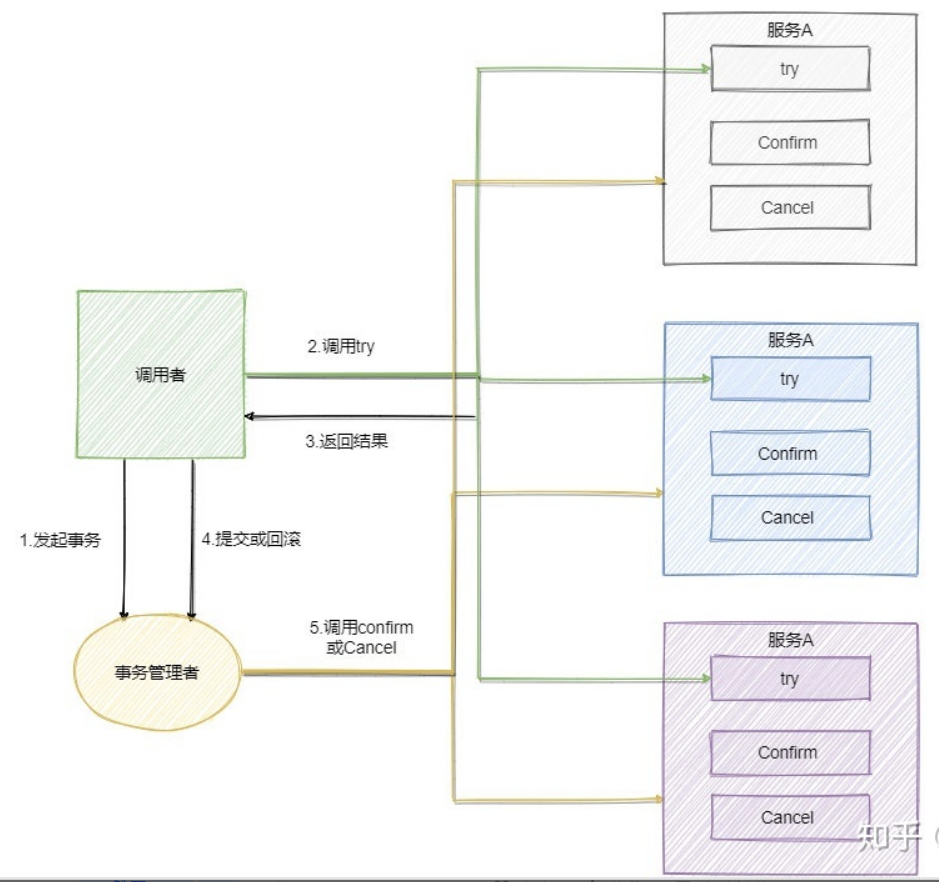 服务A
try
Confirm
Cancel
调用者
2.调用try
3.返回结果
服务A
try
Confirm
Cancel
1.发起事务
4.提交或回滚
事务管理者
5.调用confirm
或Cancel
服务A
try
Confirm
Cancel
知乎